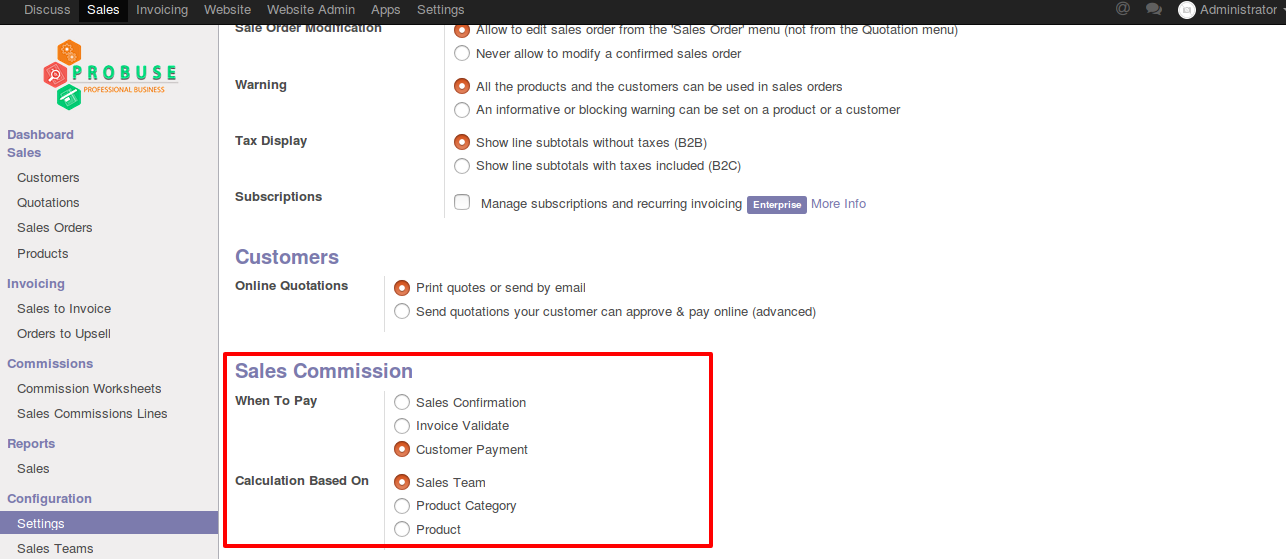 Discuss Sales Invoicing Website Website Admin Apps Settings @ Administrator
PROBUSE
PROFESSIONAL BUSINESS
Dashboard
Sales
Customers
Quotations
Sales Orders
Products
Invoicing
Sales to Invoice
Orders to Upsell
Commissions
Commission Worksheets
Sales Commissions Lines
Reports
Sales
Configuration
Settings
Sales Teams
Sale Order Modification
Allow to edit sales order from the 'Sales Order' menu (not from the Quotation menu)
Never allow to modify a confirmed sales order
Warning
All the products and the customers can be used in sales orders
An informative or blocking warning can be set on a product or a customer
Tax Display
Show line subtotals without taxes (B2B)
Show line subtotals with taxes included (B2C)
Subscriptions
Manage subscriptions and recurring invoicing Enterprise More Info
Customers
Online Quotations
Print quotes or send by email
Send quotations your customer can approve & pay online (advanced)
Sales Commission
When To Pay
Sales Confirmation
Invoice Validate
Customer Payment
Calculation Based On
Sales Team
Product Category
Product